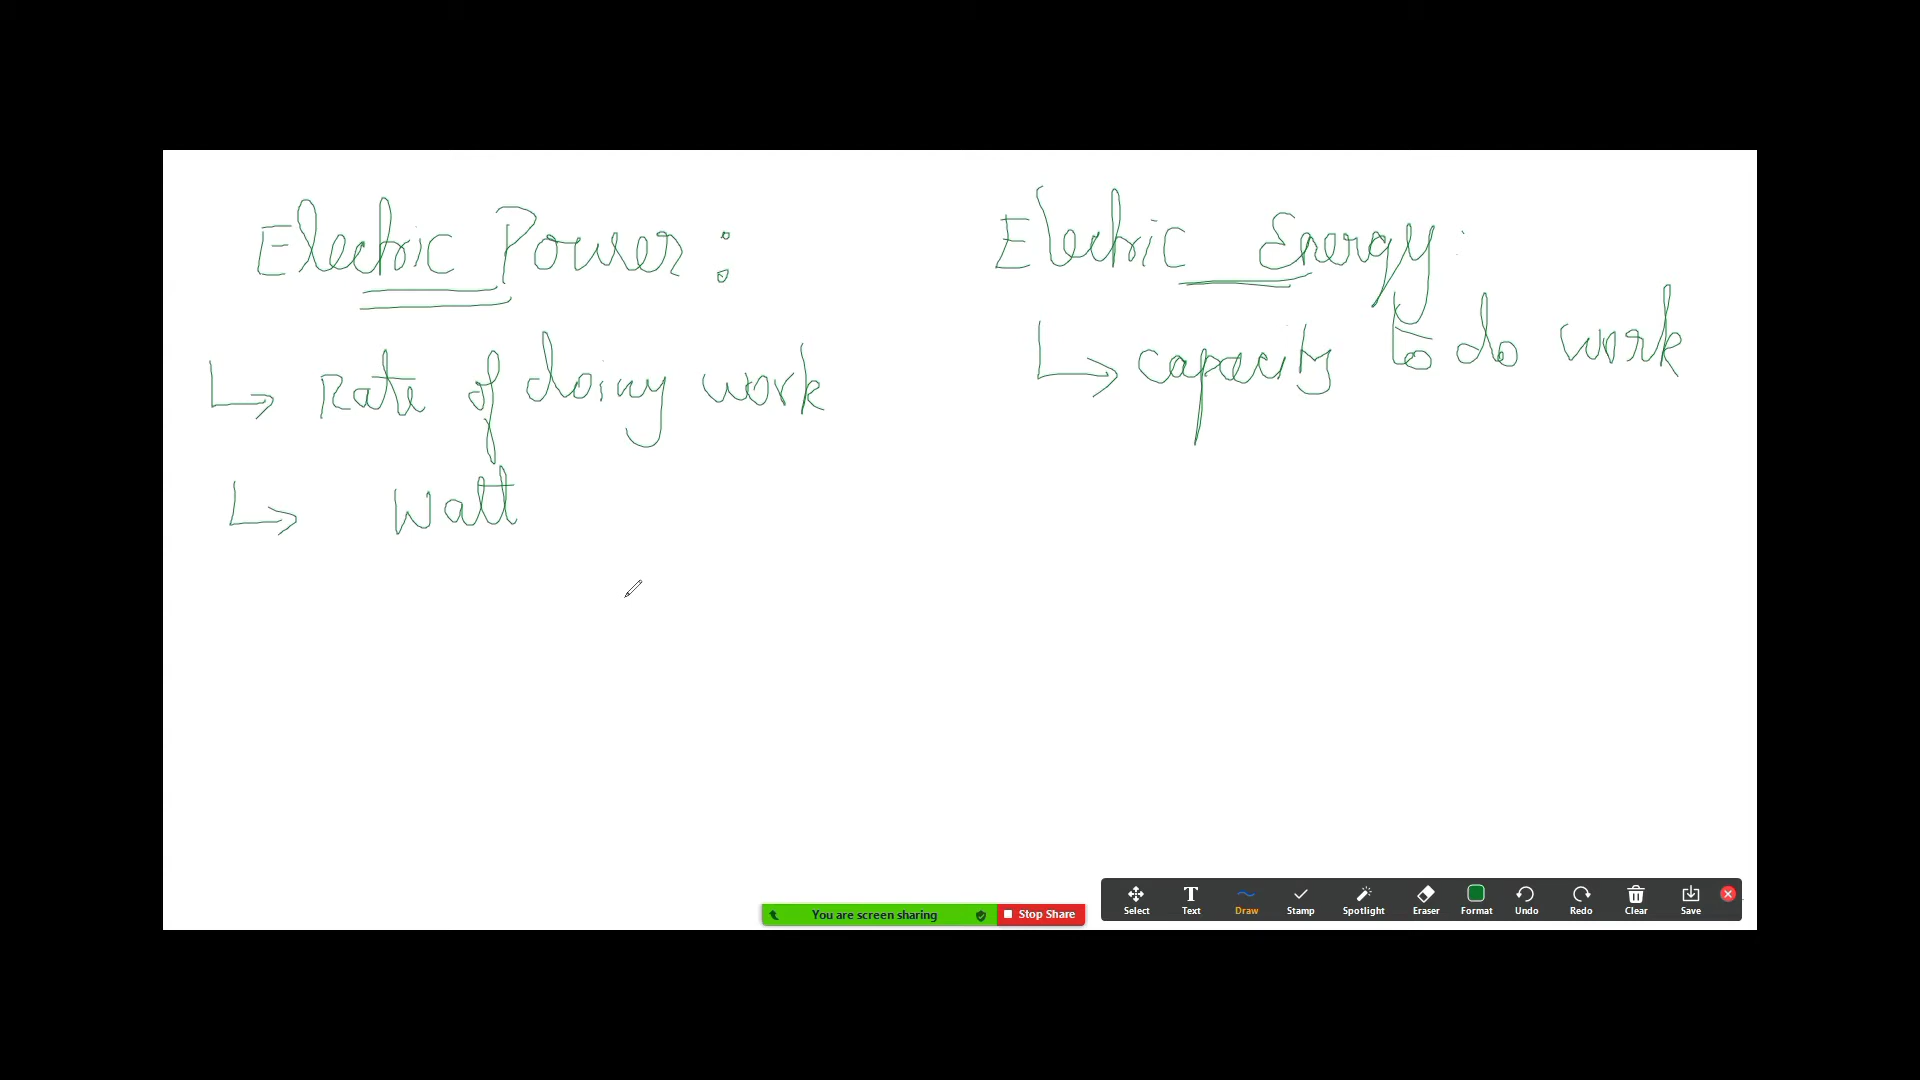 Electric Power:
↳ Rate of doing work
↳ Watt
Electric Energy:
↳ capacity to do work
You are screen sharing
Stop Share
Select Text Draw Stamp Spotlight Eraser Format Undo Redo Clear Save